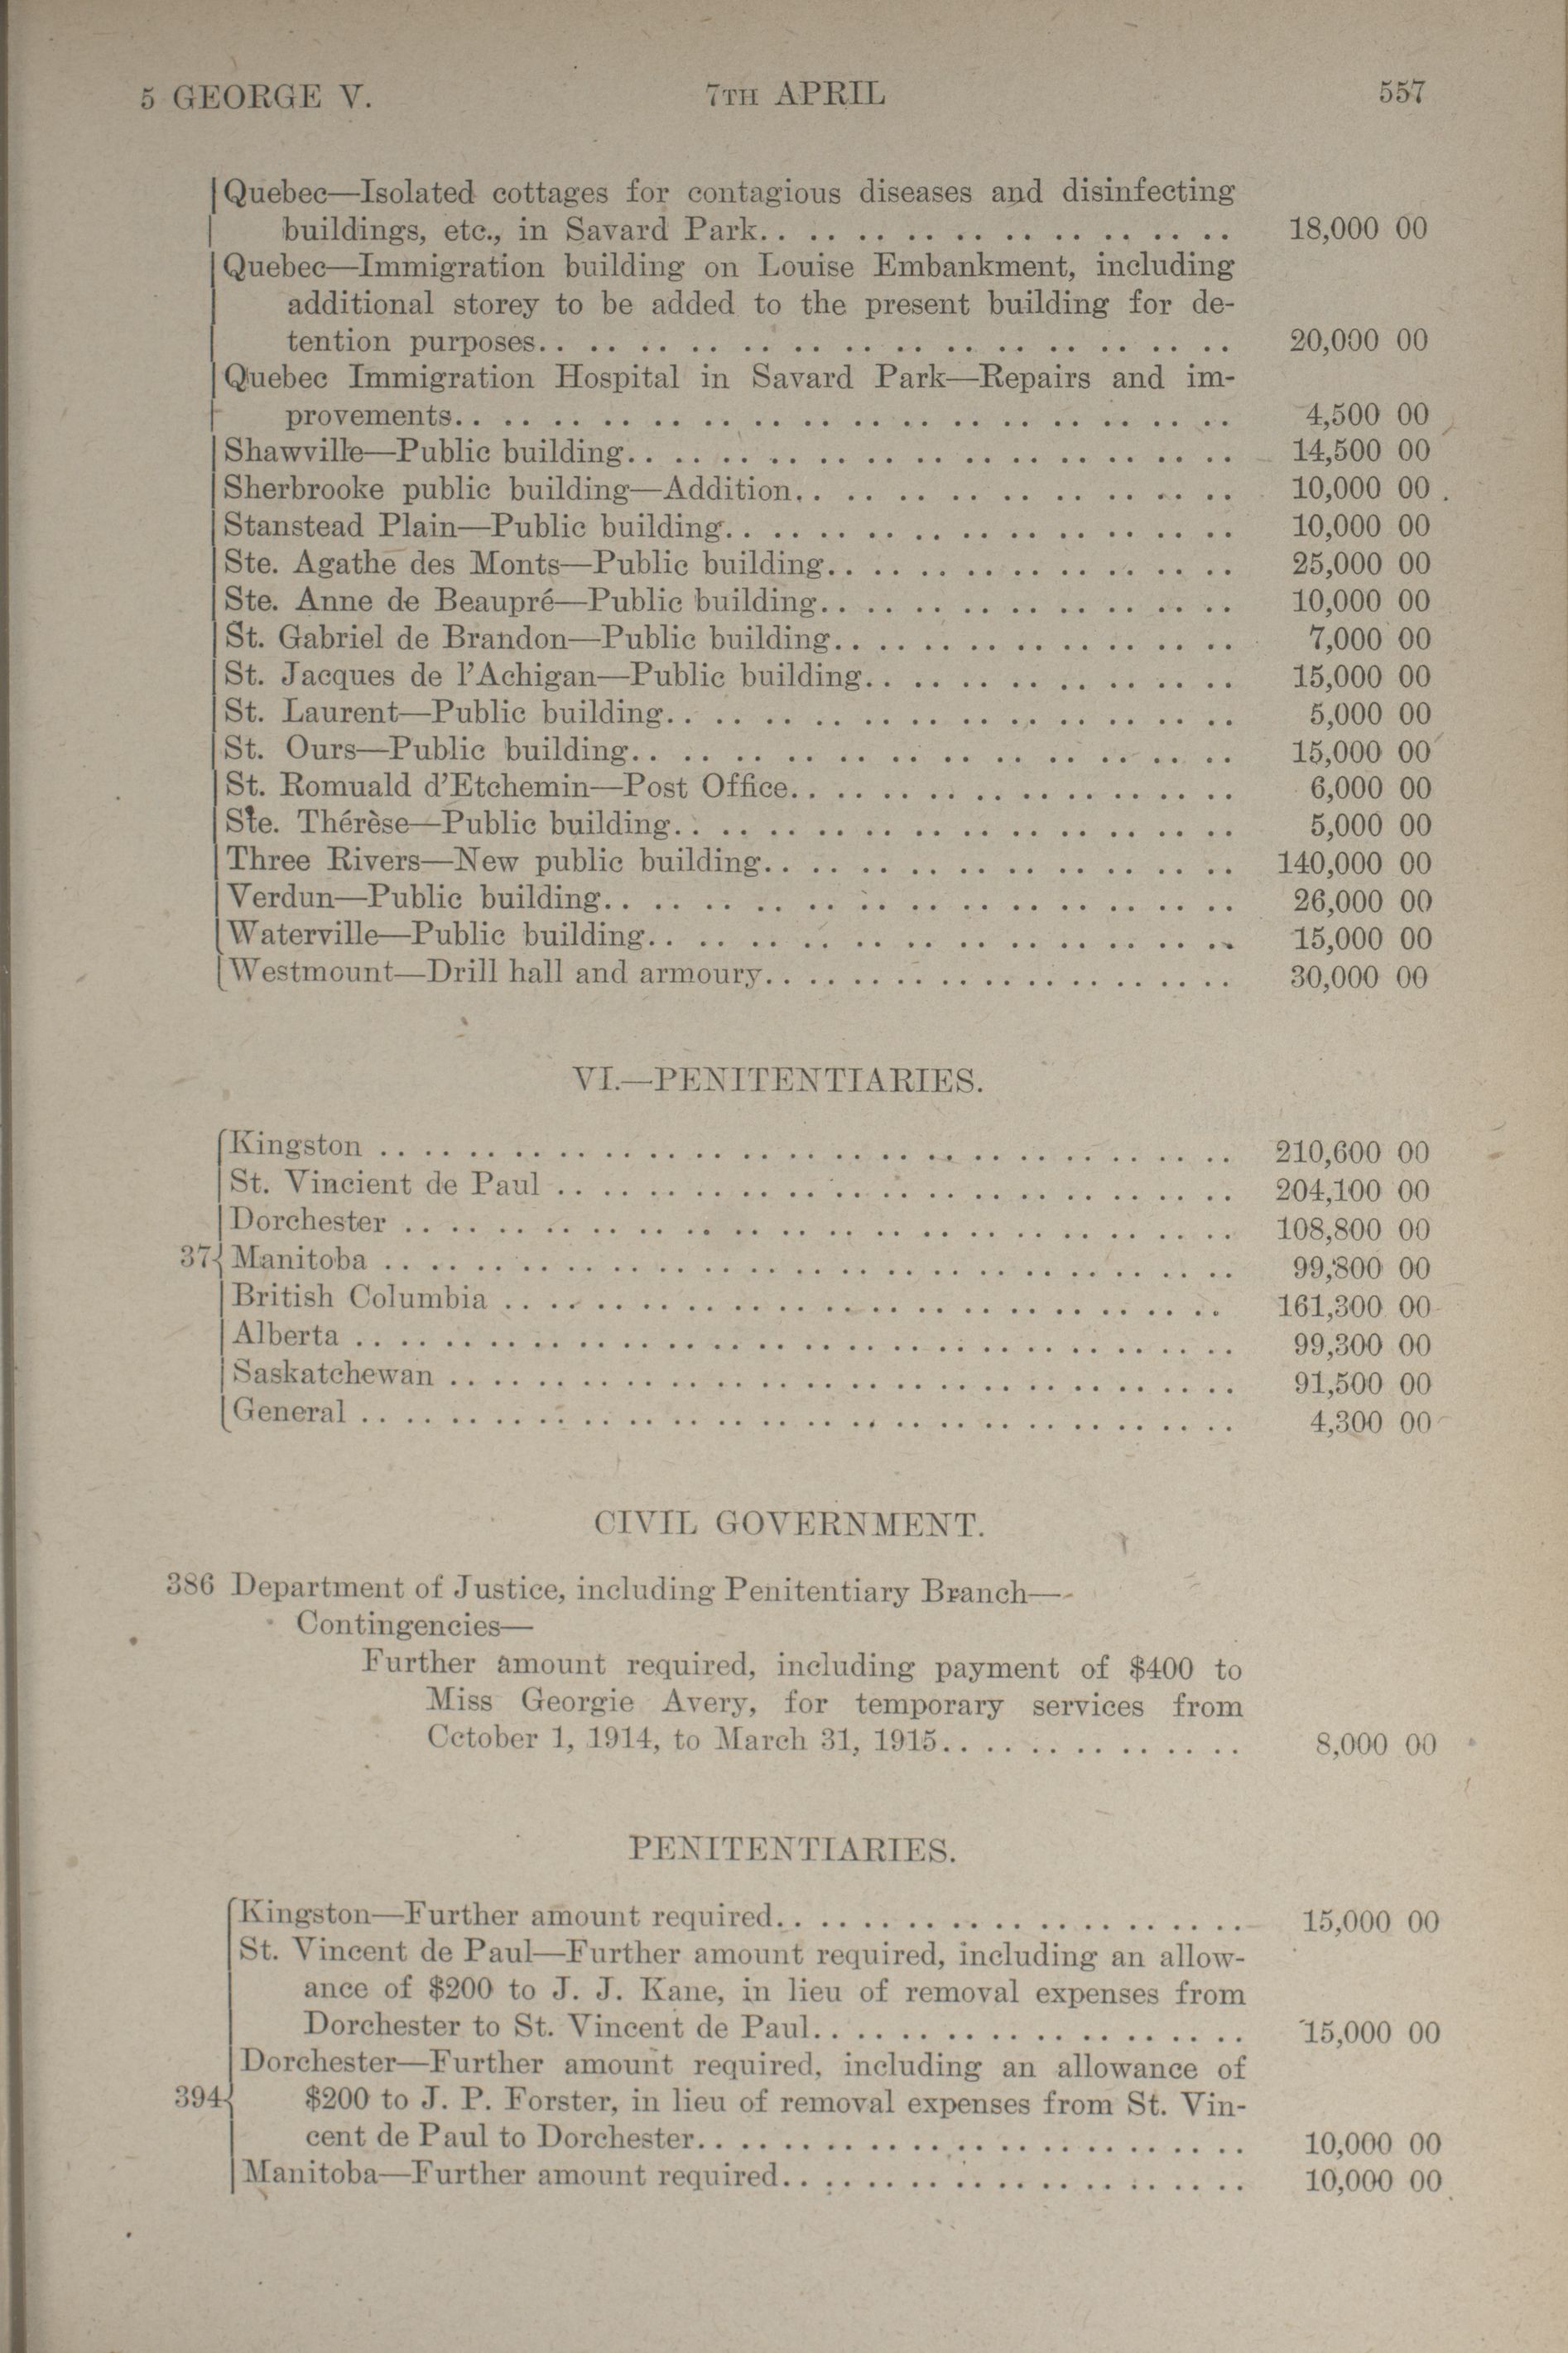 5 GEORGE V. 7TH APRIL 557
Quebec—Isolated cottages for contagious diseases and disinfecting
buildings, etc., in Savard Park.. .. .. .. .. .. .. .. .. .. 18,000 00
Quebec—Immigration building on Louise Embankment, including
additional storey to be added to the present building for de-
tention purposes.. .. .. .. .. .. .. .. .. .. .. .. .. .. 20,000 00
Quebec Immigration Hospital in Savard Park—Repairs and im-
provements.. .. .. .. .. .. .. .. .. .. .. .. .. .. .. .. 4,500 00
Shawville—Public building.. .. .. .. .. .. .. .. .. .. .. .. .. 14,500 00
Sherbrooke public building—Addition.. .. .. .. .. .. .. .. .. 10,000 00
Stanstead Plain—Public building.. .. .. .. .. .. .. .. .. .. .. 10,000 00
Ste. Agathe des Monts—Public building.. .. .. .. .. .. .. .. .. 25,000 00
Ste. Anne de Beaupré—Public building.. .. .. .. .. .. .. .. .. 10,000 00
St. Gabriel de Brandon—Public building.. .. .. .. .. .. .. .. .. 7,000 00
St. Jacques de l'Achigan—Public building.. .. .. .. .. .. .. .. 15,000 00
St. Laurent—Public building.. .. .. .. .. .. .. .. .. .. .. .. 5,000 00
St. Ours—Public building.. .. .. .. .. .. .. .. .. .. .. .. .. 15,000 00
St. Romuald d'Etchemin—Post Office.. .. .. .. .. .. .. .. .. .. 6,000 00
Ste. Thérèse—Public building.. .. .. .. .. .. .. .. .. .. .. .. 5,000 00
Three Rivers—New public building.. .. .. .. .. .. .. .. .. .. 140,000 00
Verdun—Public building.. .. .. .. .. .. .. .. .. .. .. .. .. 26,000 00
Waterville—Public building.. .. .. .. .. .. .. .. .. .. .. .. 15,000 00
Westmount—Drill hall and armoury.. .. .. .. .. .. .. .. .. .. 30,000 00
VI.—PENITENTIARIES.
Kingston .. .. .. .. .. .. .. .. .. .. .. .. .. .. .. .. .. .. 210,600 00
St. Vincient de Paul .. .. .. .. .. .. .. .. .. .. .. .. .. .. 204,100 00
Dorchester .. .. .. .. .. .. .. .. .. .. .. .. .. .. .. .. .. 108,800 00
37 Manitoba .. .. .. .. .. .. .. .. .. .. .. .. .. .. .. .. .. 99,800 00
British Columbia .. .. .. .. .. .. .. .. .. .. .. .. .. .. .. 161,300 00
Alberta .. .. .. .. .. .. .. .. .. .. .. .. .. .. .. .. .. .. 99,300 00
Saskatchewan .. .. .. .. .. .. .. .. .. .. .. .. .. .. .. .. 91,500 00
General .. .. .. .. .. .. .. .. .. .. .. .. .. .. .. .. .. .. 4,300 00
CIVIL GOVERNMENT.
386 Department of Justice, including Penitentiary Branch—
Contingencies—
Further amount required, including payment of $400 to
Miss Georgie Avery, for temporary services from
October 1, 1914, to March 31, 1915.. .. .. .. .. .. .. 8,000 00
PENITENTIARIES.
Kingston—Further amount required.. .. .. .. .. .. .. .. .. .. 15,000 00
St. Vincent de Paul—Further amount required, including an allow-
ance of $200 to J. J. Kane, in lieu of removal expenses from
Dorchester to St. Vincent de Paul.. .. .. .. .. .. .. .. .. 15,000 00
Dorchester—Further amount required, including an allowance of
394 $200 to J. P. Forster, in lieu of removal expenses from St. Vin-
cent de Paul to Dorchester.. .. .. .. .. .. .. .. .. .. .. .. 10,000 00
Manitoba—Further amount required.. .. .. .. .. .. .. .. .. .. 10,000 00